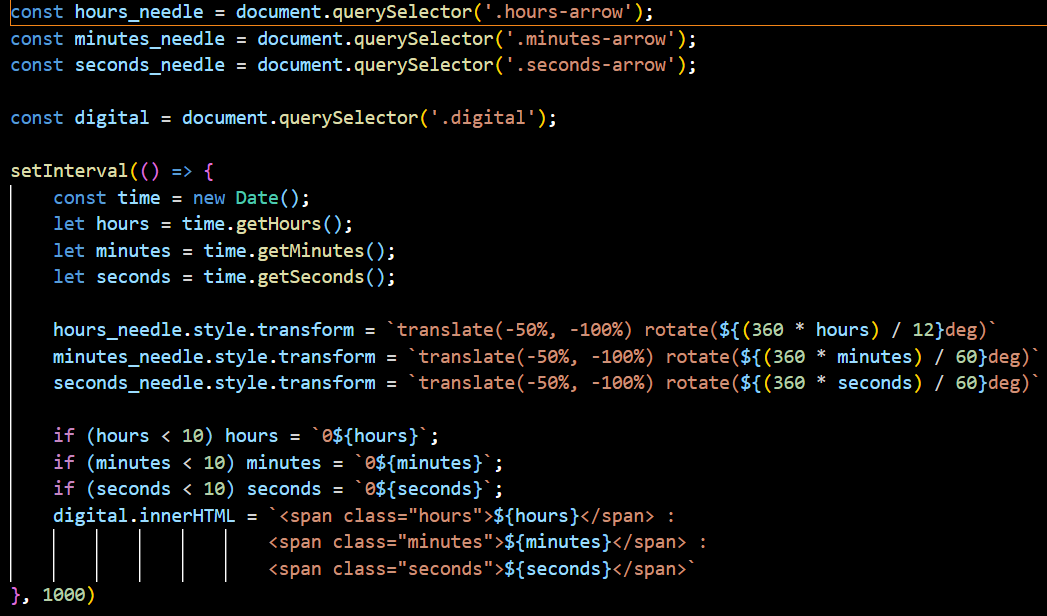 const hours_needle = document.querySelector('.hours-arrow');
const minutes_needle = document.querySelector('.minutes-arrow');
const seconds_needle = document.querySelector('.seconds-arrow');

const digital = document.querySelector('.digital');

setInterval(() => {
    const time = new Date();
    let hours = time.getHours();
    let minutes = time.getMinutes();
    let seconds = time.getSeconds();

    hours_needle.style.transform = `translate(-50%, -100%) rotate(${(360 * hours) / 12}deg)`
    minutes_needle.style.transform = `translate(-50%, -100%) rotate(${(360 * minutes) / 60}deg)`
    seconds_needle.style.transform = `translate(-50%, -100%) rotate(${(360 * seconds) / 60}deg)`

    if (hours < 10) hours = `0${hours}`;
    if (minutes < 10) minutes = `0${minutes}`;
    if (seconds < 10) seconds = `0${seconds}`;
    digital.innerHTML = `<span class="hours">${hours}</span> :
                        <span class="minutes">${minutes}</span> :
                        <span class="seconds">${seconds}</span>`
}, 1000)